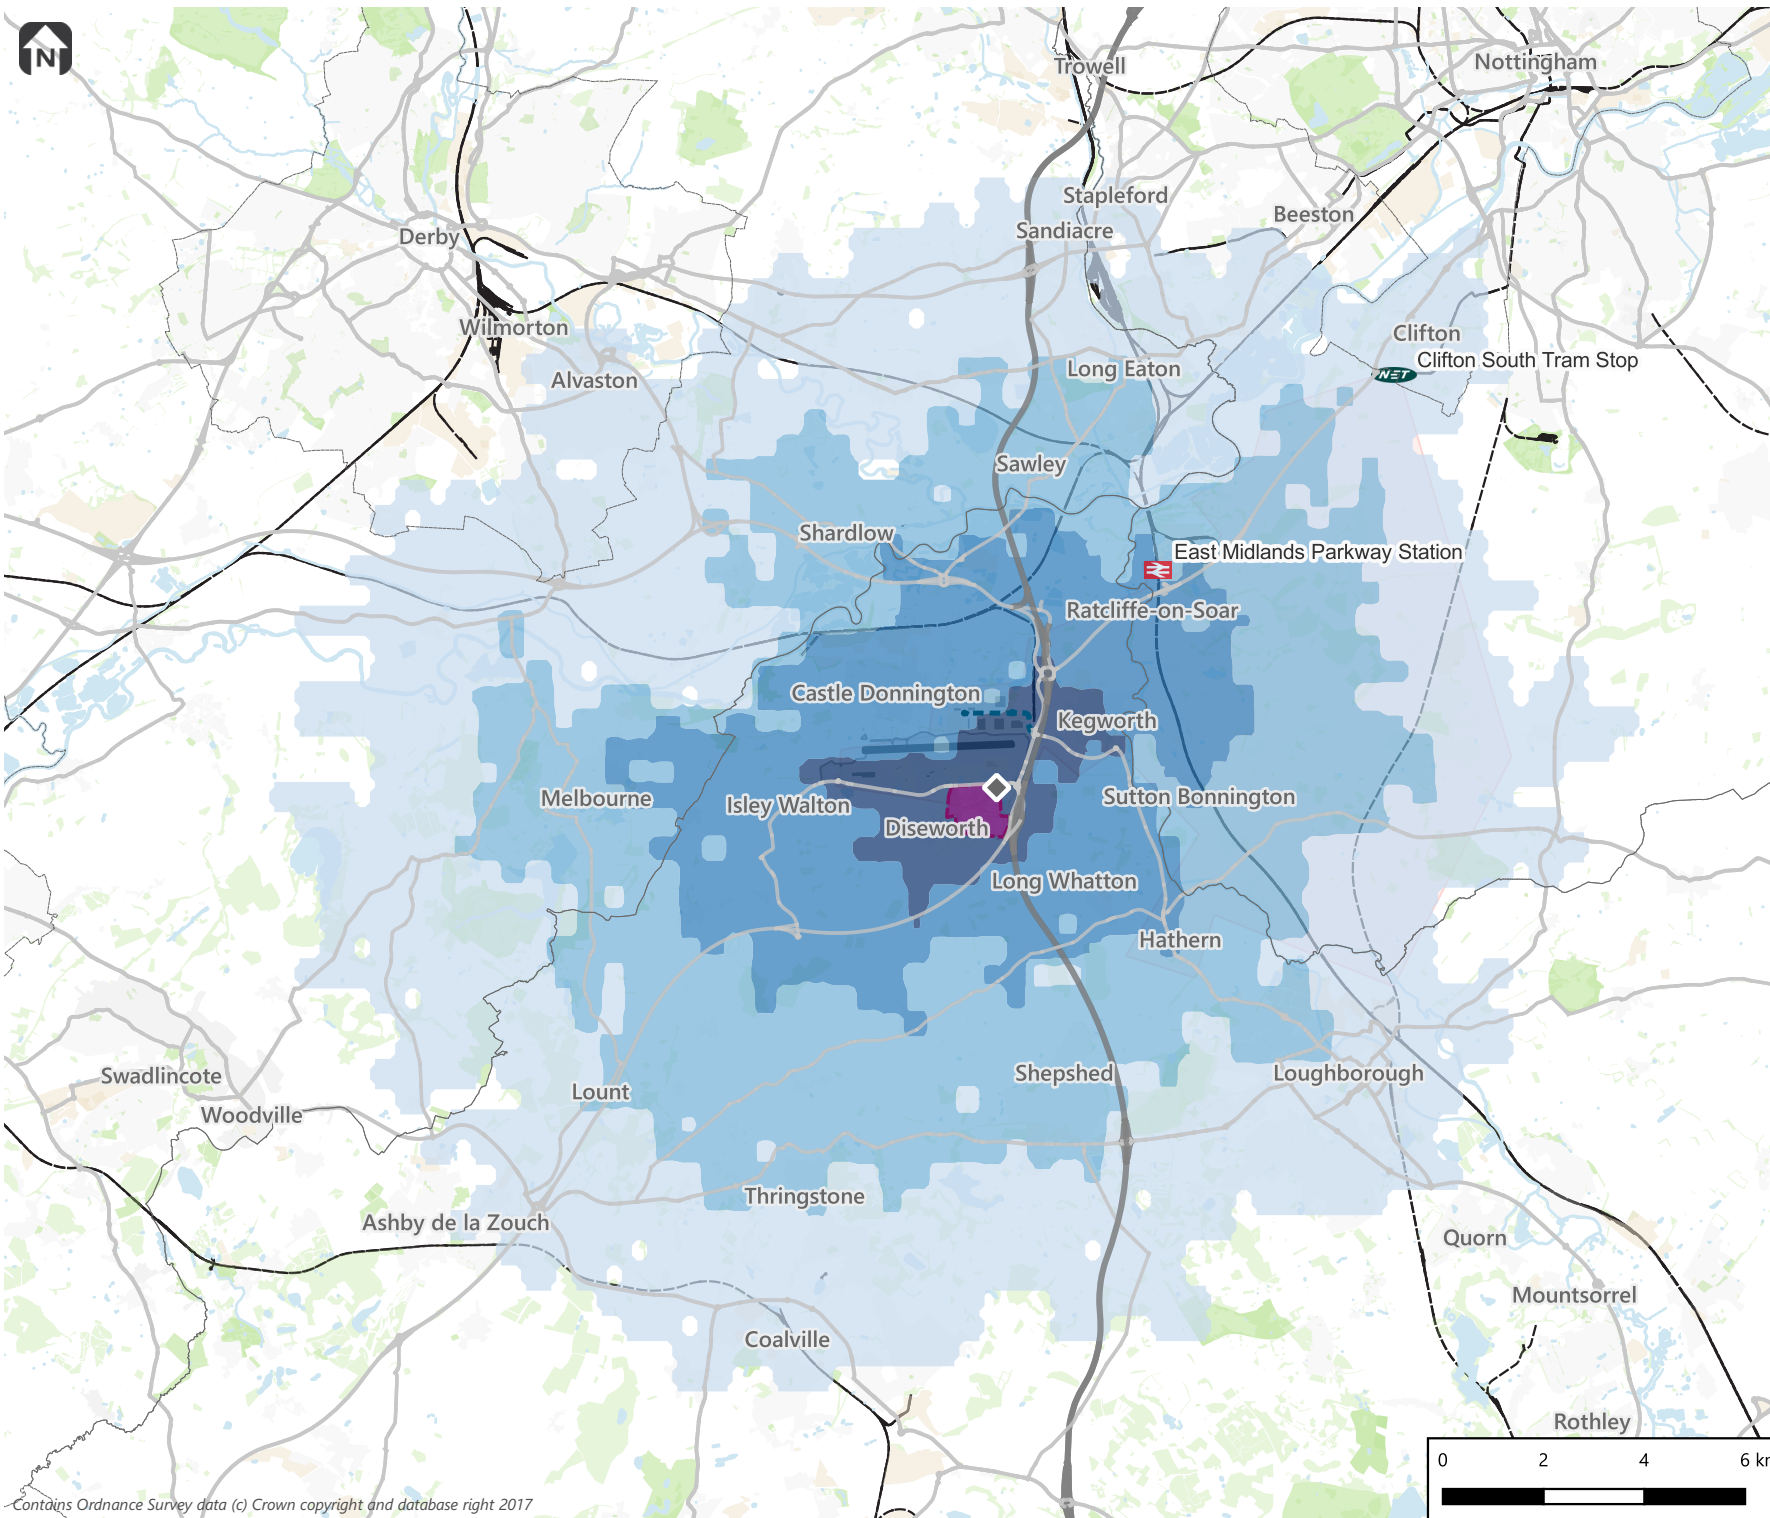 N
Nottingham
Trowell
Stapleford
Beeston
Sandiacre
Derby
Wilmorton
Clifton
Clifton South Tram Stop
NET
Long Eaton
Alvaston
Sawley
Shardlow
East Midlands Parkway Station
Ratcliffe-on-Soar
Castle Donnington
Kegworth
Melbourne
Isley Walton
Sutton Bonnington
Diseworth
Long Whatton
Hathern
Swadlincote
Shepshed
Loughborough
Lount
Woodville
Thringstone
Ashby de la Zouch
Quorn
Mountsorrel
Coalville
Rothley
0 2 4 6 kr
Contains Ordnance Survey data (c) Crown copyright and database right 2017